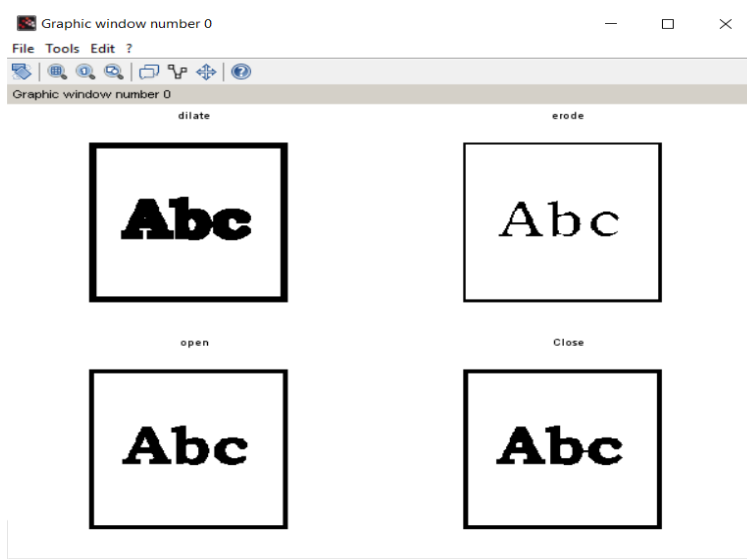 Graphic window number 0
File Tools Edit ?
Graphic window number 0
dilate
erode
Abc
Abc
open
Close
Abc
Abc